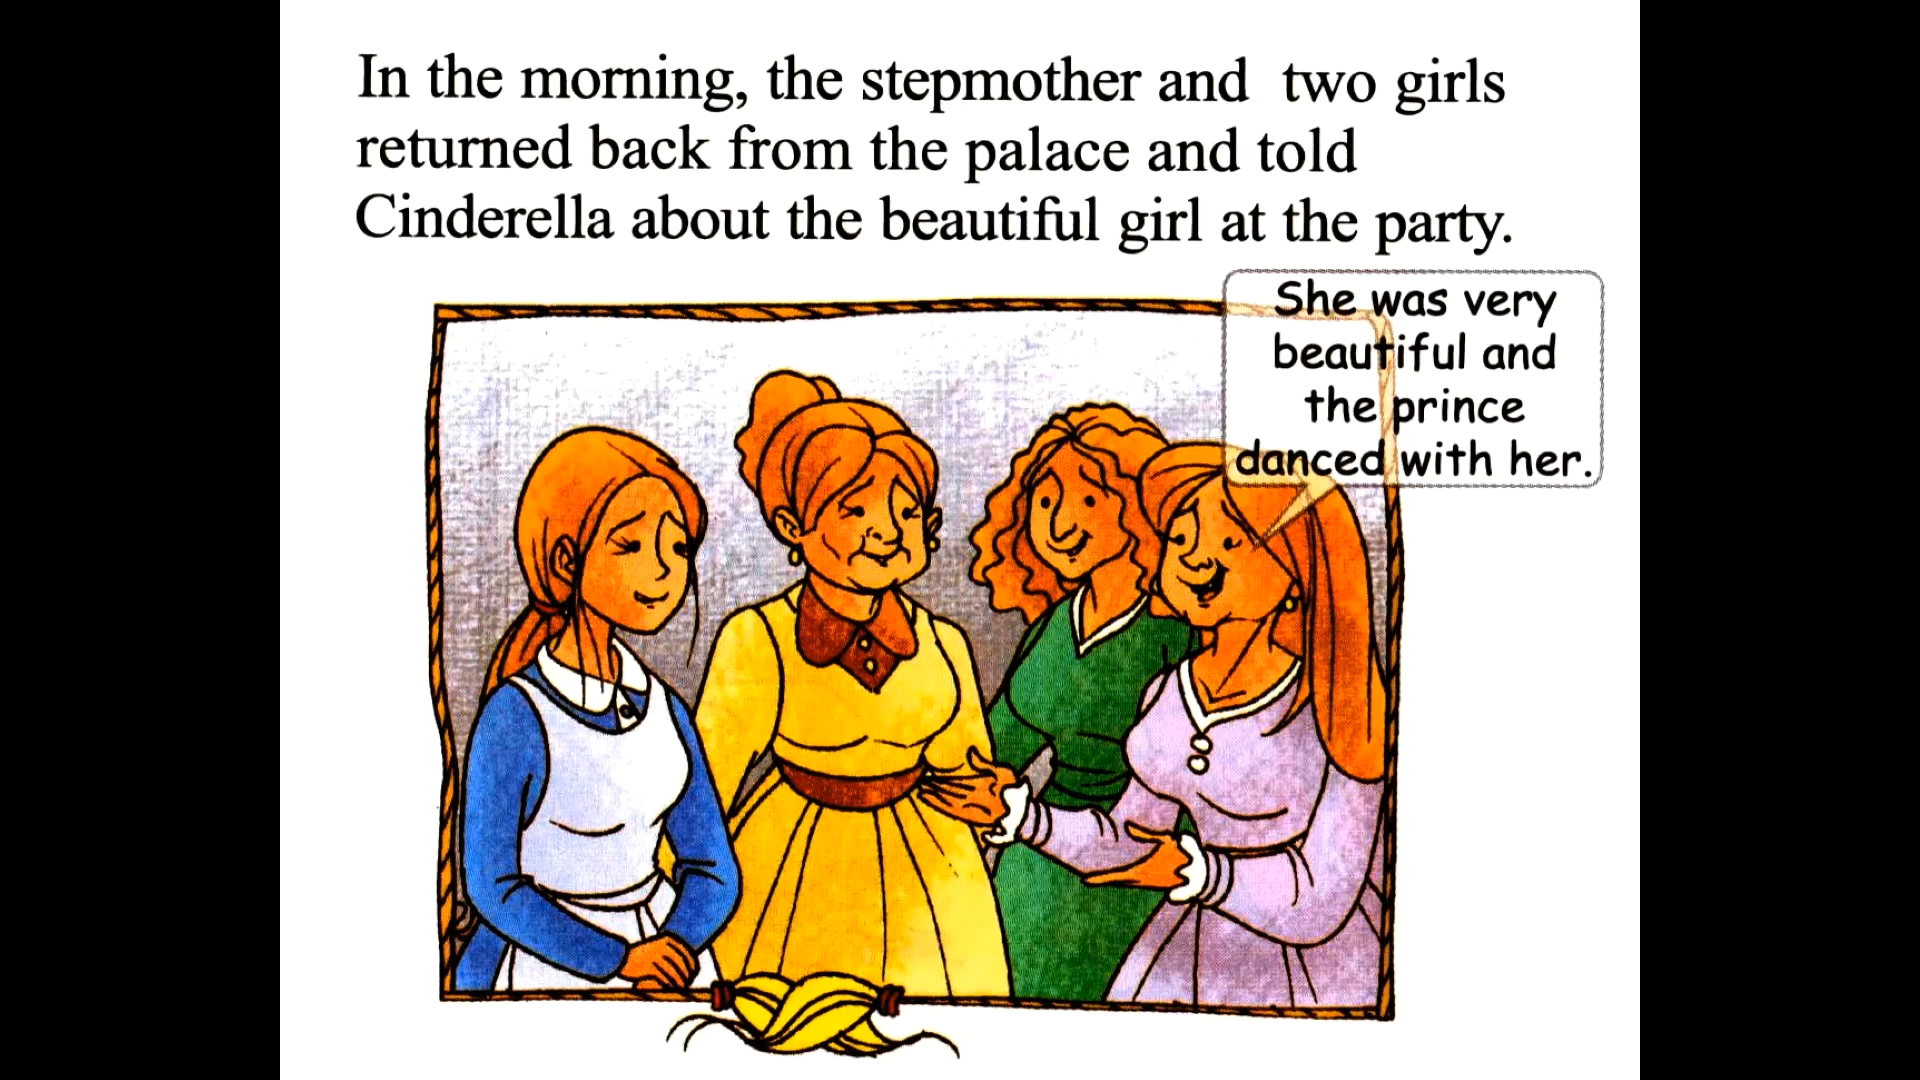 In the morning, the stepmother and two girls
returned back from the palace and told
Cinderella about the beautiful girl at the party.
She was very
beautiful and
the prince
danced with her.